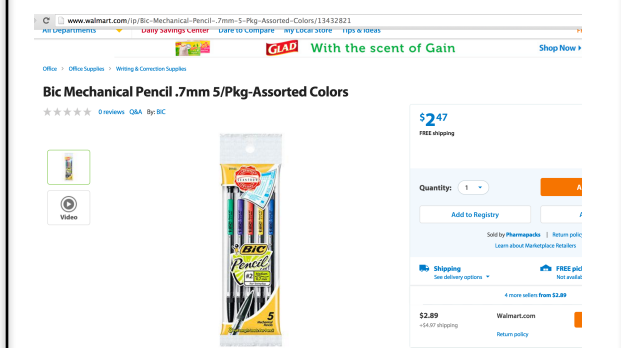 www.walmart.com/ip/Bic-Mechanical-Pencil-.7mm-5-Pkg-Assorted-Colors/13432821
All Departments Daily Savings Center Dare to Compare My Local Store Tips & Ideas
GLAD With the scent of Gain Shop Now
Office > Office Supplies > Writing & Correction Supplies
Bic Mechanical Pencil .7mm 5/Pkg-Assorted Colors
0 reviews Q&A By: BIC
$2.47
FREE shipping
Quantity: 1
A
Video
Add to Registry
Sold by Pharmapacks | Return policy
Learn about Marketplace Retailers
BIC
Pencil
#2
Shipping
See delivery options
FREE pic
Not availab
4 more sellers from $2.89
5
$2.89 Walmart.com
+$4.97 shipping
Return policy